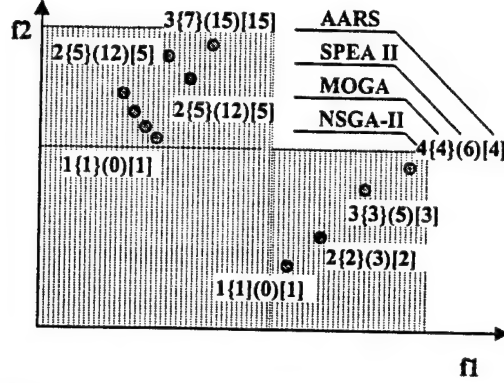 f2
3{7}(15)[15]
AARS
2{5}(12)[5]
SPEA II
2{5}(12)[5]
MOGA
NSGA-II
1{1}(0)[1]
4{4}(6)[4]
3{3}(5)[3]
2{2}(3)[2]
1{1](0)[1]
f1